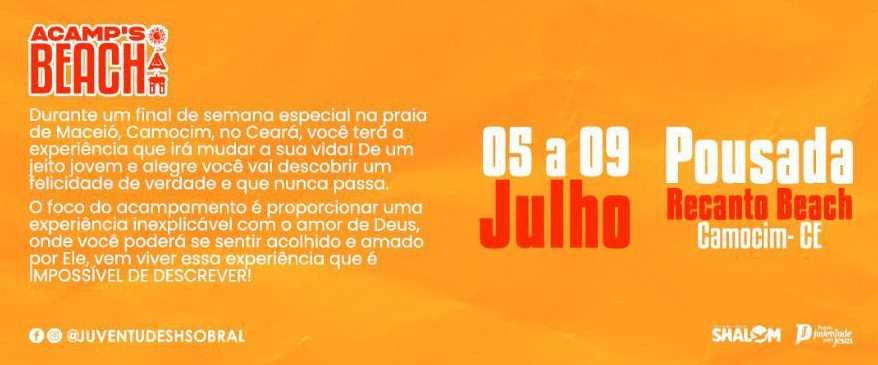 ACAMP'S
BEACH
Durante um final de semana especial na praia
de Maceió, Camocim, no Ceará, você terá a
experiência que irá mudar a sua vida! De um
jeito jovem e alegre você vai descobrir um
felicidade de verdade e que nunca passa.
O foco do acampamento é proporcionar uma
experiência inexplicável com o amor de Deus,
onde você poderá se sentir acolhido e amado
por Ele, vem viver essa experiência que é
IMPOSSÍVEL DE DESCREVER!
05 a 09
Julho
Pousada
Recanto Beach
Camocim- CE
@JUVENTUDESHSOBRAL
SHALOM
Projeto
juventude
para Jesus